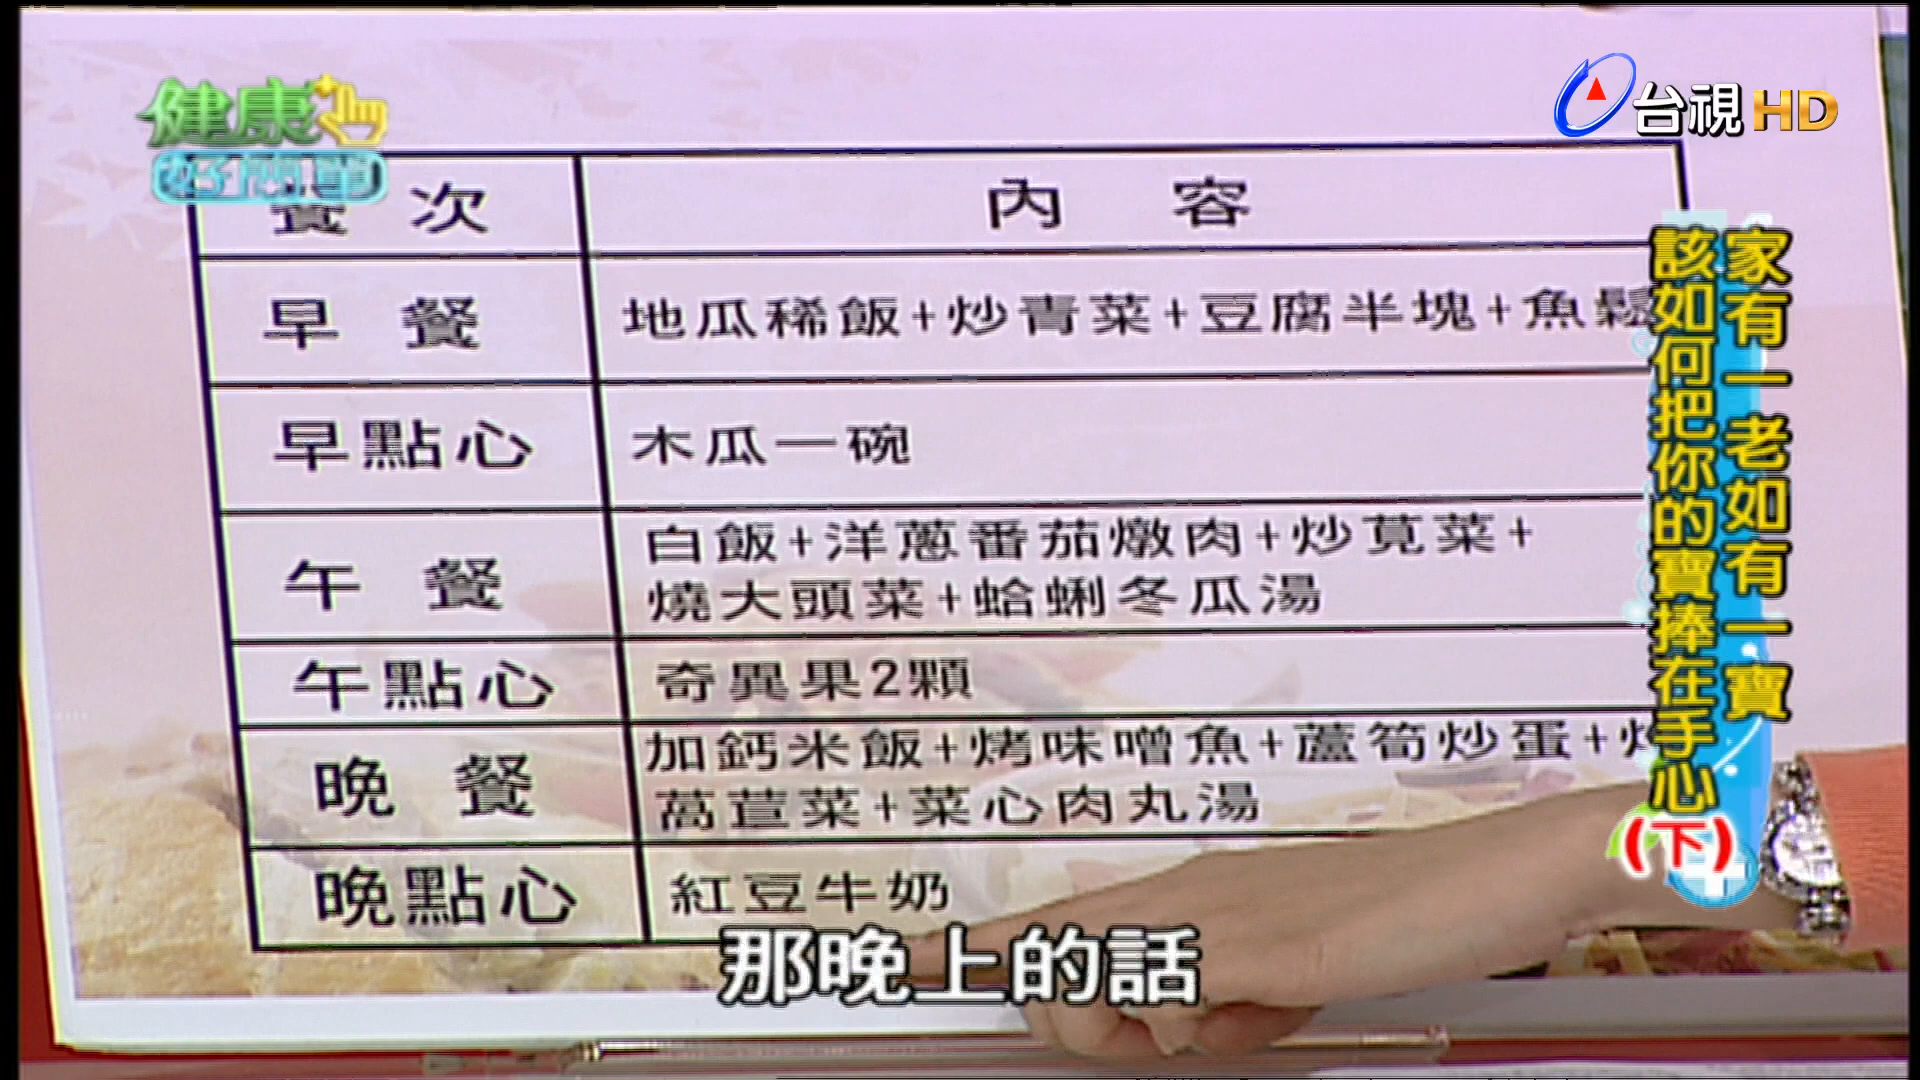 健康
好簡單
台視HD
餐次 內容
早餐 地瓜稀飯+炒青菜+豆腐半塊+魚鬆
早點心 木瓜一碗
午餐 白飯+洋蔥番茄燉肉+炒莧菜+
燒大頭菜+蛤蜊冬瓜湯
午點心 奇異果2顆
晚餐 加鈣米飯+烤味噌魚+蘆筍炒蛋+炒
萵苣菜+菜心肉丸湯
晚點心 紅豆牛奶
家有一老如有一寶
該如何把你的寶捧在手心
(下)
那晚上的話